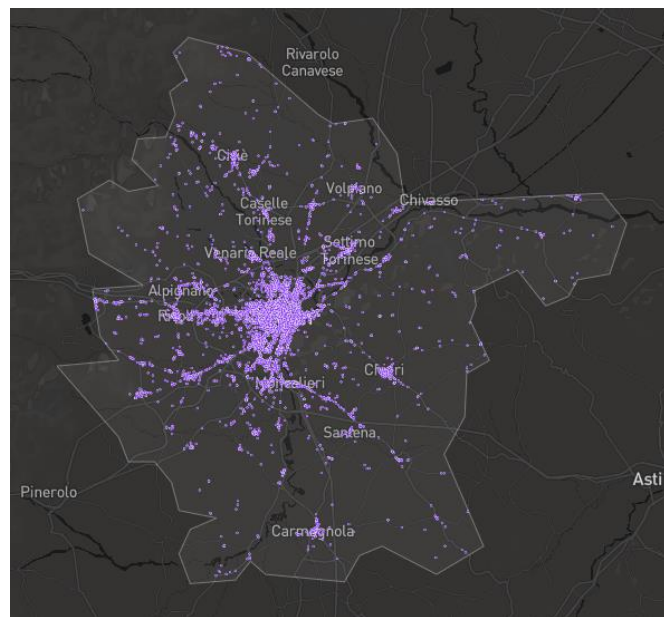 Rivarolo
Canavese
Ciriè
Volpiano
Caselle
Torinese
Chivasso
Venaria Reale
Settimo
Torinese
Alpignano
Moncalieri
Chieri
Santena
Asti
Pinerolo
Carmagnola